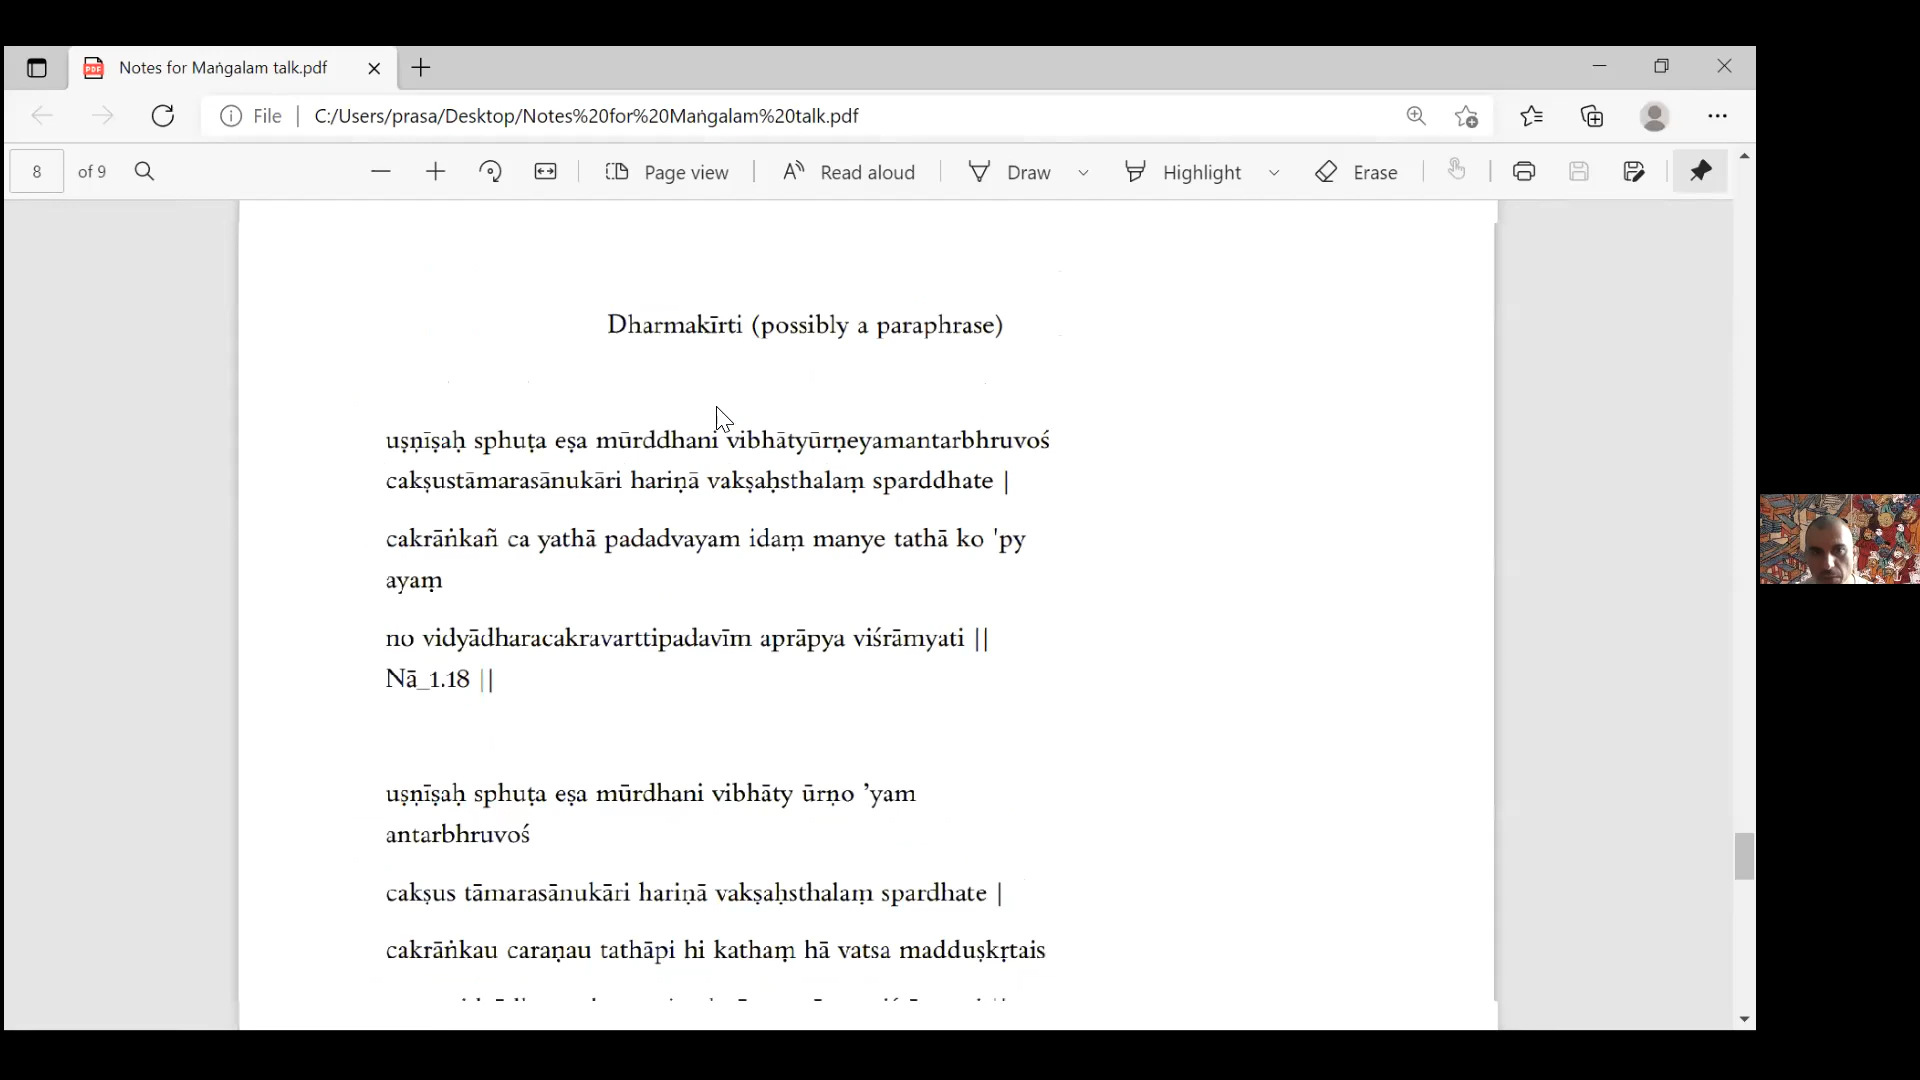 Notes for Maṅgalam talk.pdf
File
C:/Users/prasa/Desktop/Notes%20for%20Maṅgalam%20talk.pdf
8 of 9
Page view
Read aloud
Draw
Highlight
Erase
Dharmakīrti (possibly a paraphrase)
uṣṇīṣaḥ sphuṭa eṣa mūrddhani vibhātyūrṇeyamantarbhruvoś
cakṣustāmarasānukāri hariṇā vakṣaḥsthalaṃ sparddhate |
cakrāṅkañ ca yathā padadvayam idaṃ manye tathā ko 'py
ayaṃ
no vidyādharacakravarttipadavīm aprāpya viśrāmyati ||
Nā_1.18 ||
uṣṇīṣaḥ sphuṭa eṣa mūrdhani vibhāty ūrṇo ’yam
antarbhruvoś
cakṣus tāmarasānukāri hariṇā vakṣaḥsthalaṃ spardhate |
cakrāṅkau caraṇau tathāpi hi kathaṃ hā vatsa madduṣkṛtais